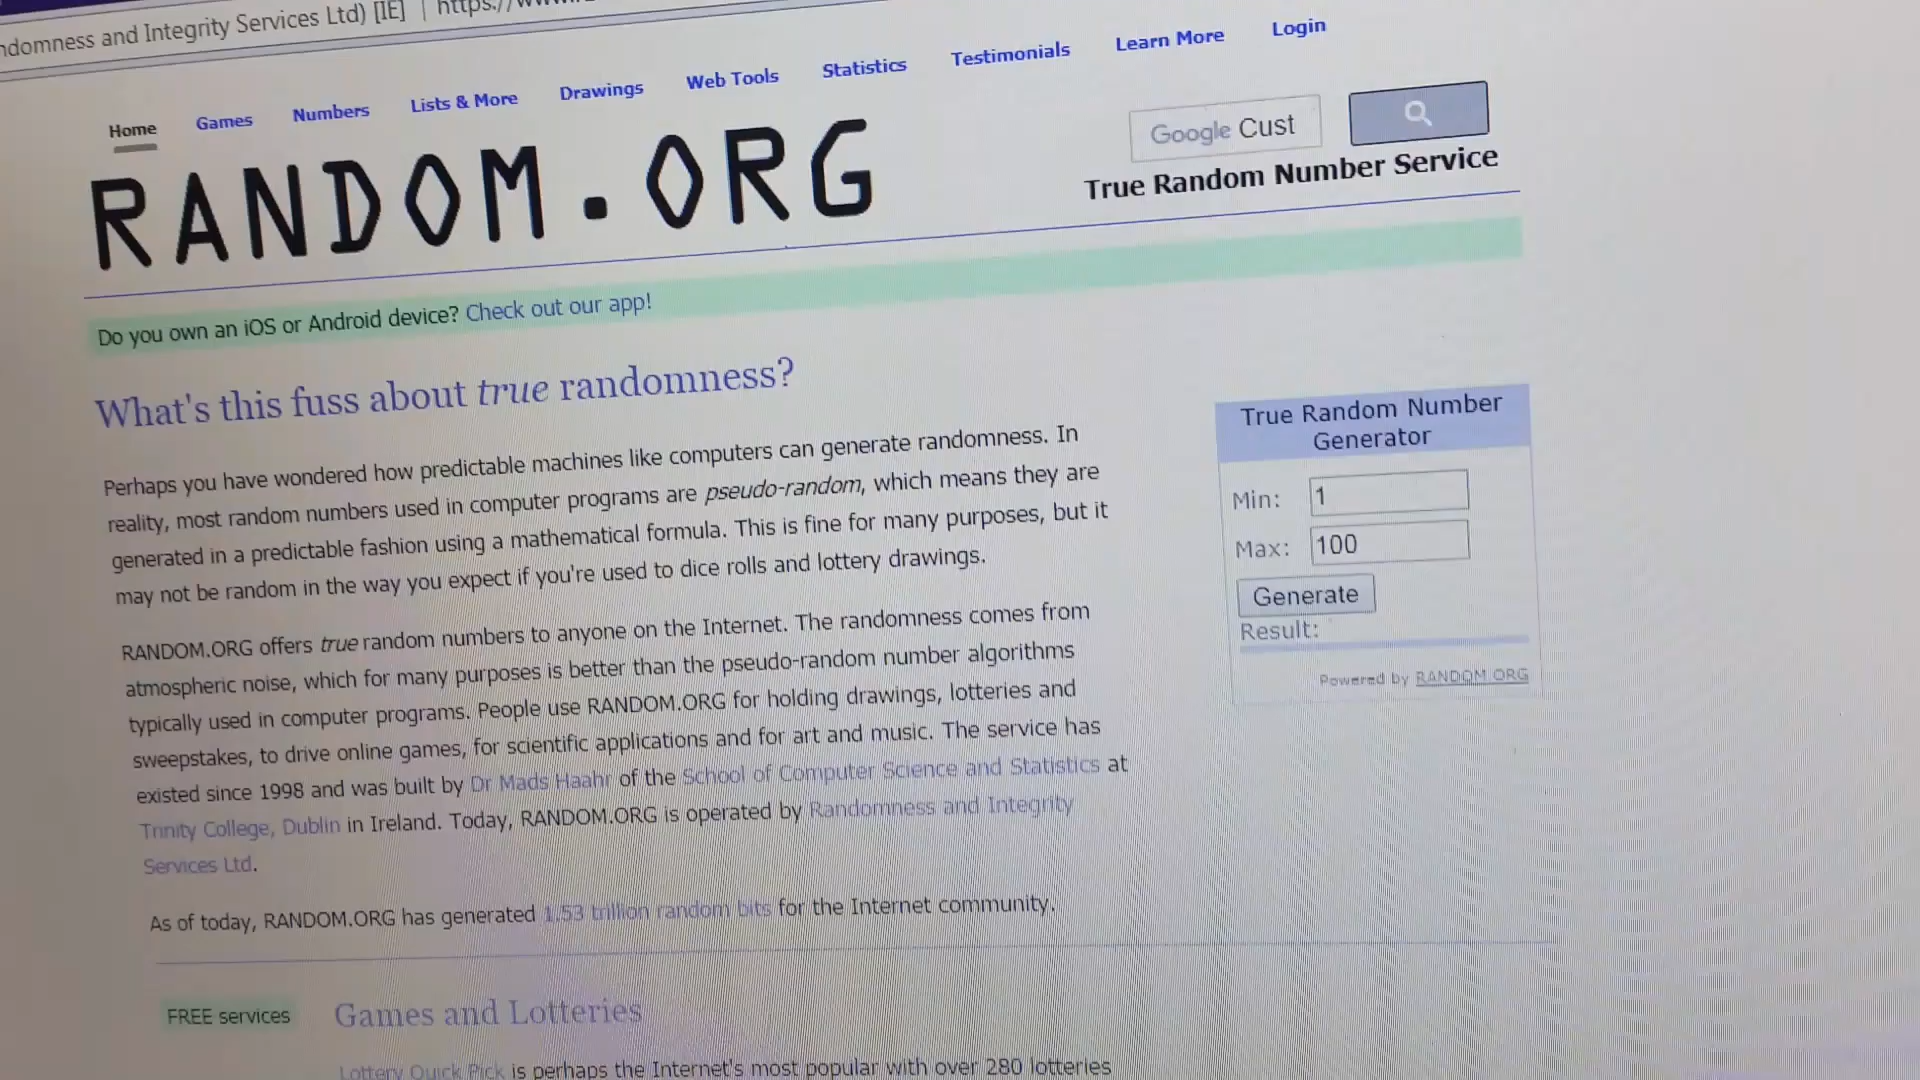 ndomness and Integrity Services Ltd) [IE] | https://
Home Games Numbers Lists & More Drawings Web Tools Statistics Testimonials Learn More Login
RANDOM.ORG
Google Cust
True Random Number Service
Do you own an iOS or Android device? Check out our app!
What's this fuss about true randomness?
Perhaps you have wondered how predictable machines like computers can generate randomness. In
reality, most random numbers used in computer programs are pseudo-random, which means they are
generated in a predictable fashion using a mathematical formula. This is fine for many purposes, but it
may not be random in the way you expect if you're used to dice rolls and lottery drawings.
RANDOM.ORG offers true random numbers to anyone on the Internet. The randomness comes from
atmospheric noise, which for many purposes is better than the pseudo-random number algorithms
typically used in computer programs. People use RANDOM.ORG for holding drawings, lotteries and
sweepstakes, to drive online games, for scientific applications and for art and music. The service has
existed since 1998 and was built by Dr Mads Haahr of the School of Computer Science and Statistics at
Trinity College, Dublin in Ireland. Today, RANDOM.ORG is operated by Randomness and Integrity
Services Ltd.
As of today, RANDOM.ORG has generated 1.53 trillion random bits for the Internet community.
True Random Number
Generator
Min: 1
Max: 100
Generate
Result:
Powered by RANDOM.ORG
FREE services
Games and Lotteries
Lottery Quick Pick is perhaps the Internet's most popular with over 280 lotteries